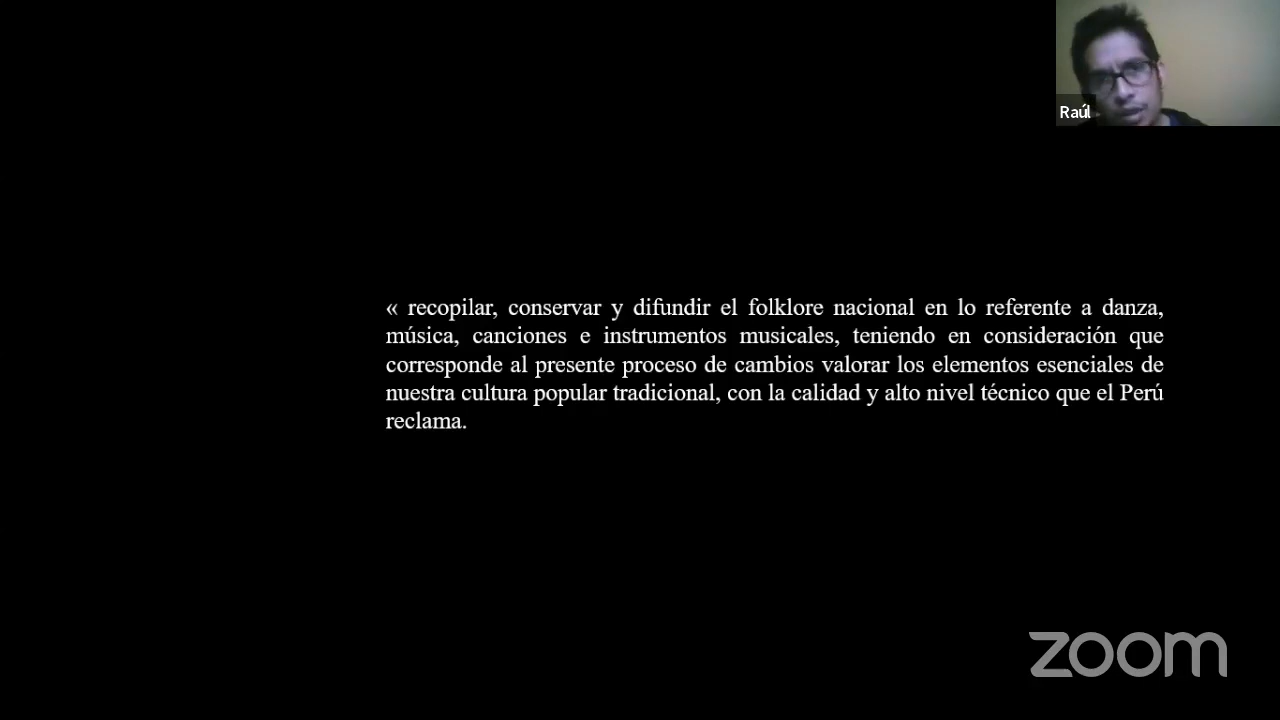 Raúl
« recopilar, conservar y difundir el folklore nacional en lo referente a danza,
música, canciones e instrumentos musicales, teniendo en consideración que
corresponde al presente proceso de cambios valorar los elementos esenciales de
nuestra cultura popular tradicional, con la calidad y alto nivel técnico que el Perú
reclama.
zoom